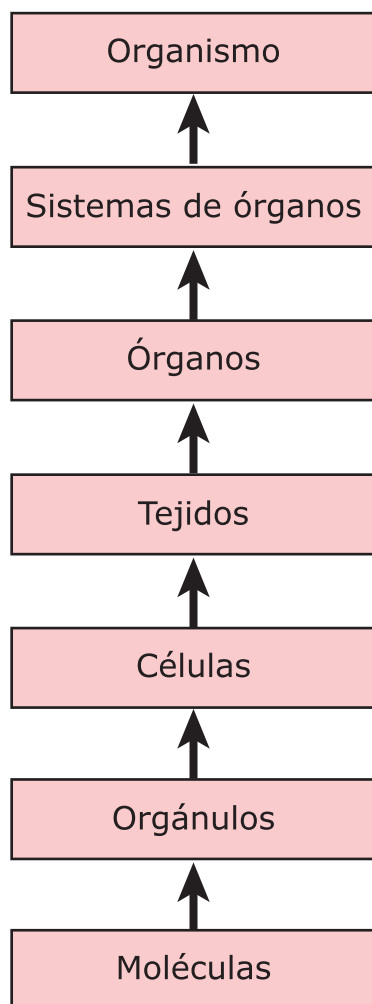 Organismo
Sistemas de órganos
Órganos
Tejidos
Células
Orgánulos
Moléculas